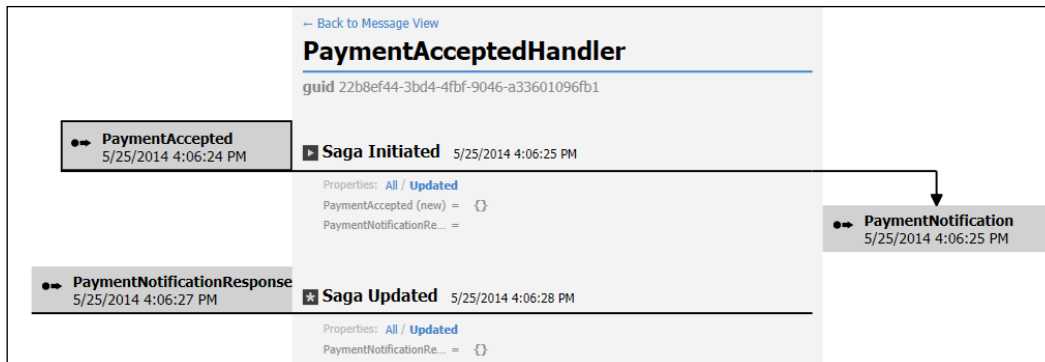 ← Back to Message View
PaymentAcceptedHandler
guid 22b8ef44-3bd4-4fbf-9046-a33601096fb1
PaymentAccepted
5/25/2014 4:06:24 PM
Saga Initiated 5/25/2014 4:06:25 PM
Properties: All / Updated
PaymentAccepted (new) = {}
PaymentNotificationRe... =
PaymentNotification
5/25/2014 4:06:25 PM
PaymentNotificationResponse
5/25/2014 4:06:27 PM
Saga Updated 5/25/2014 4:06:28 PM
Properties: All / Updated
PaymentNotificationRe... = {}